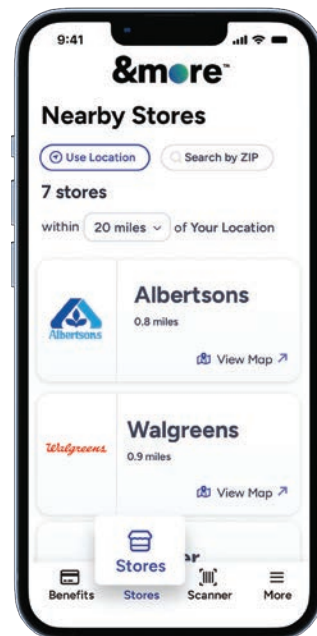 9:41
&more™
Nearby Stores
Use Location
Search by ZIP
7 stores
within 20 miles of Your Location
Albertsons
Albertsons
0.8 miles
View Map
Walgreens
Walgreens
0.9 miles
View Map
Stores
Benefits Stores Scanner More